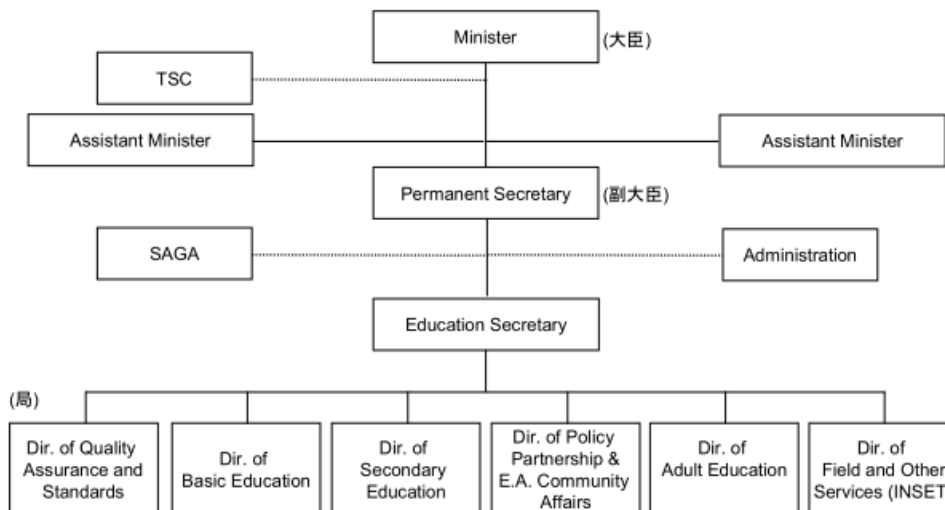 Minister
(大臣)
TSC
Assistant Minister
Assistant Minister
Permanent Secretary
(副大臣)
SAGA
Administration
Education Secretary
(局)
Dir. of Quality
Assurance and
Standards
Dir. of
Basic Education
Dir. of
Secondary
Education
Dir. of Policy
Partnership &
E.A. Community
Affairs
Dir. of
Adult Education
Dir. of
Field and Other
Services (INSET